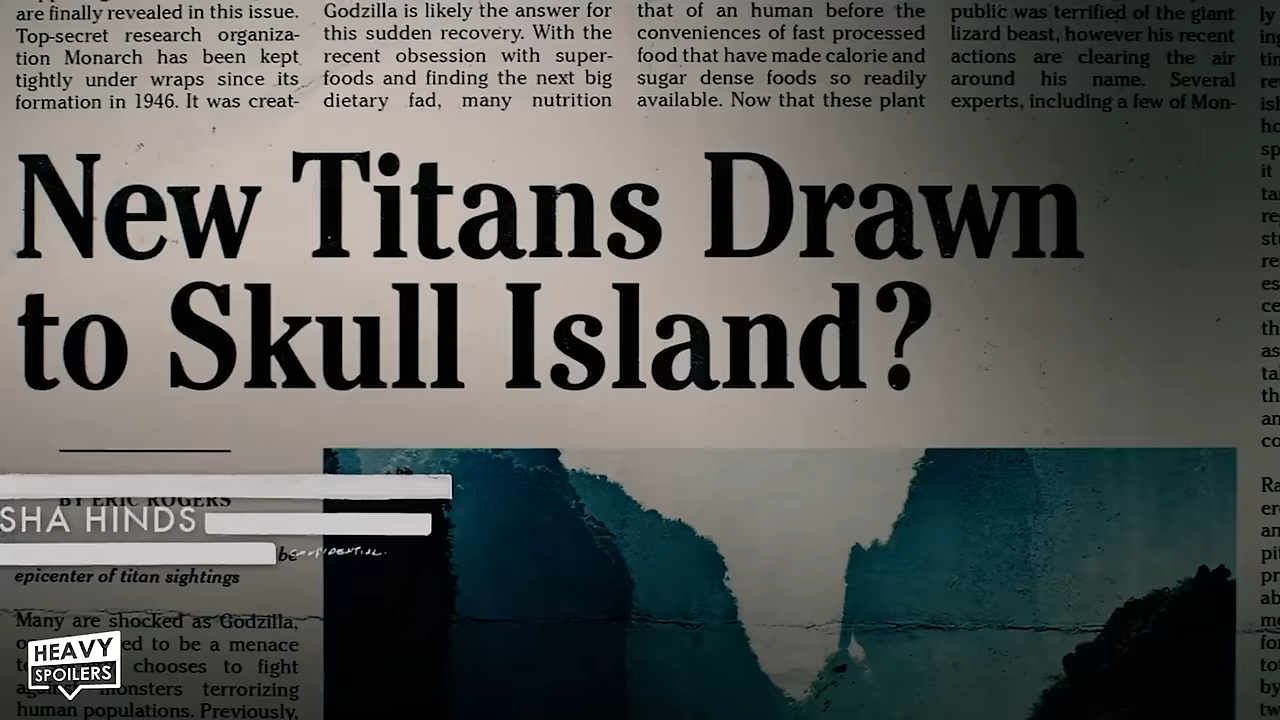 are finally revealed in this issue.
Top-secret research organiza-
tion Monarch has been kept
tightly under wraps since its
formation in 1946. It was creat-
Godzilla is likely the answer for
this sudden recovery. With the
recent obsession with super-
foods and finding the next big
dietary fad, many nutrition
that of an human before the
conveniences of fast processed
food that have made calorie and
sugar dense foods so readily
available. Now that these plant
public was terrified of the giant
lizard beast, however his recent
actions are clearing the air
around his name. Several
experts, including a few of Mon-
New Titans Drawn
to Skull Island?
BY ERIC ROGERS
SHA HINDS
be
CONFIDENTIAL.
epicenter of titan sightings
Many are shocked as Godzilla,
ed to be a menace
chooses to fight
monsters terrorizing
human populations. Previously,
HEAVY
SPOILERS